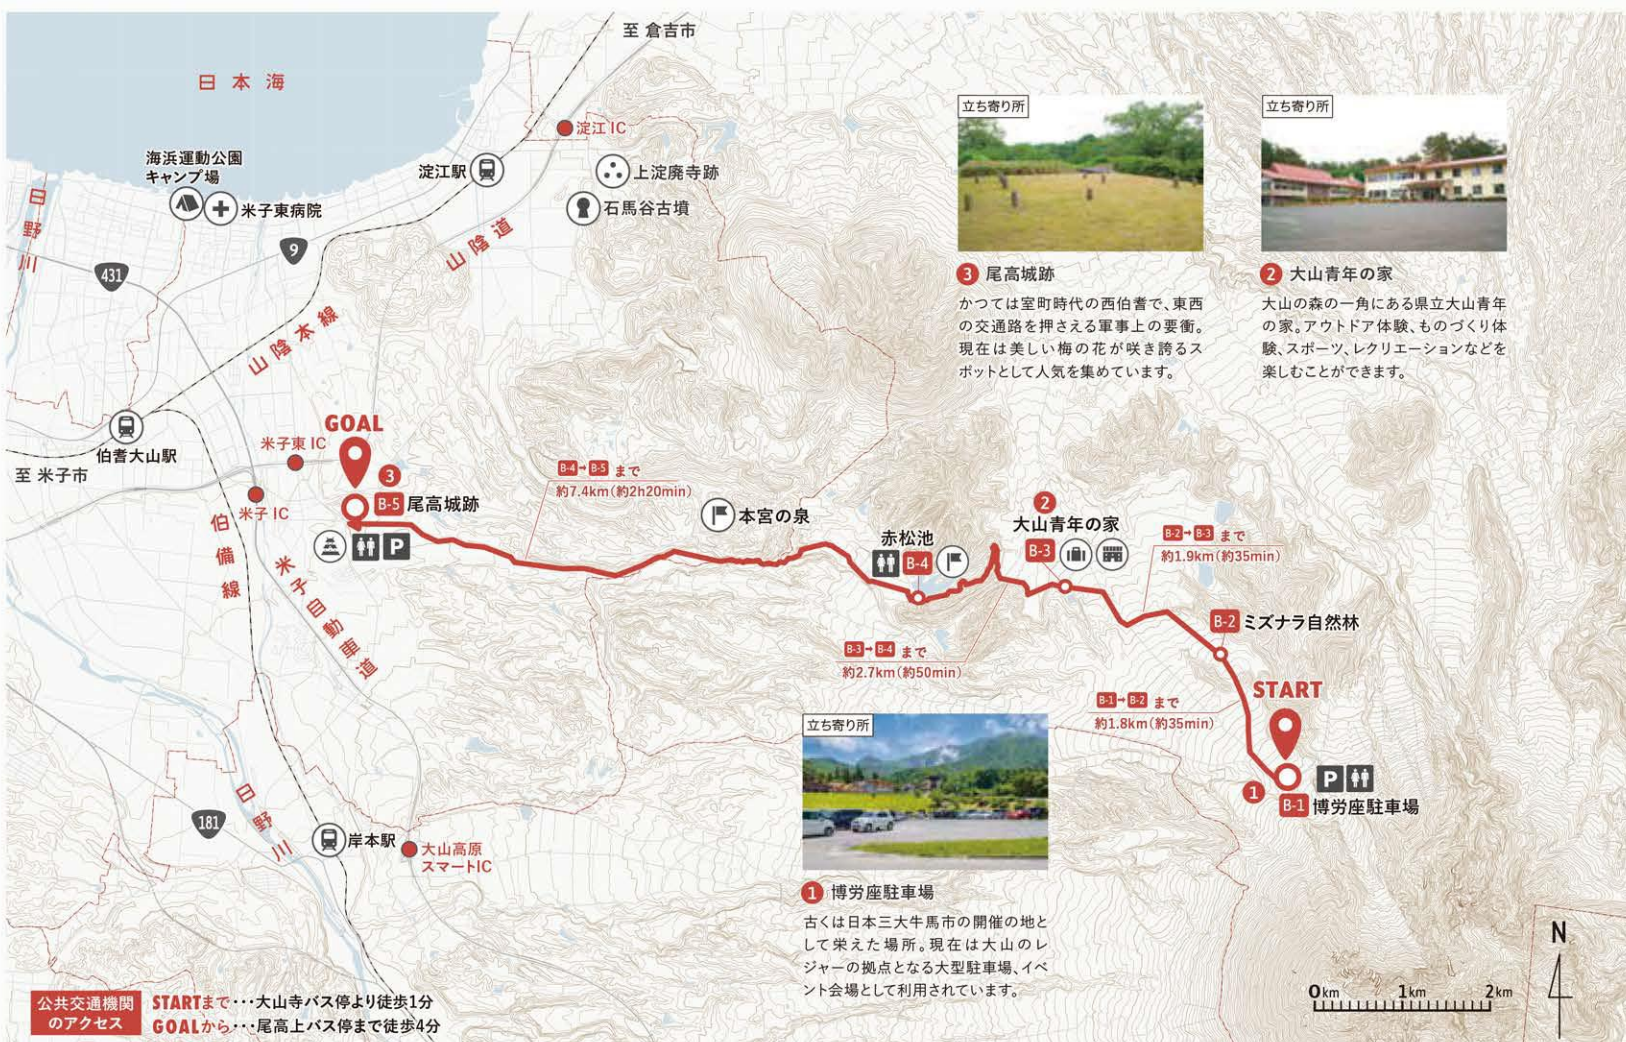 至 倉吉市
日本海
淀江 IC
海浜運動公園
キャンプ場
米子東病院
淀江駅
上淀廃寺跡
石馬谷古墳
日野川
431
9
山陰道
山陰本線
立ち寄り所
3 尾高城跡
かつては室町時代の西伯耆で、東西
の交通路を押さえる軍事上の要衝。
現在は美しい梅の花が咲き誇るス
ポットとして人気を集めています。
立ち寄り所
2 大山青年の家
大山の森の一角にある県立大山青年
の家。アウトドア体験、ものづくり体
験、スポーツ、レクリエーションなどを
楽しむことができます。
伯耆大山駅
至 米子市
米子東 IC
米子 IC
GOAL
3
B-5 尾高城跡
P
伯備線
米子自動車道
B-4→B-5 まで
約7.4km(約2h20min)
本宮の泉
赤松池
B-4
2
大山青年の家
B-3
B-2→B-3 まで
約1.9km(約35min)
B-2 ミズナラ自然林
B-3→B-4 まで
約2.7km(約50min)
B-1→B-2 まで
約1.8km(約35min)
START
P
1
B-1 博労座駐車場
181
日野川
岸本駅
大山高原
スマートIC
立ち寄り所
1 博労座駐車場
古くは日本三大牛馬市の開催の地と
して栄えた場所。現在は大山のレ
ジャーの拠点となる大型駐車場、イベ
ント会場として利用されています。
公共交通機関
のアクセス
STARTまで・・・大山寺バス停より徒歩1分
GOALから・・・尾高上バス停まで徒歩4分
N
0km 1km 2km